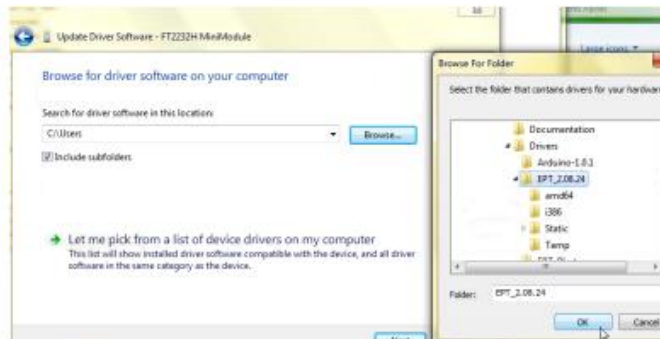 Update Driver Software - FT2232H MiniModule
Browse for driver software on your computer
Search for driver software in this location:
C:\Users
Browse...
Include subfolders
Let me pick from a list of device drivers on my computer
This list will show installed driver software compatible with the device, and all driver
software in the same category as the device.
Next
Large icons
Browse For Folder
Select the folder that contains drivers for your hardware
Documentation
Drivers
Arduino-1.0.1
EPT_2.08.24
amd64
i386
Static
Temp
Folder:
EPT_2.08.24
OK
Cancel